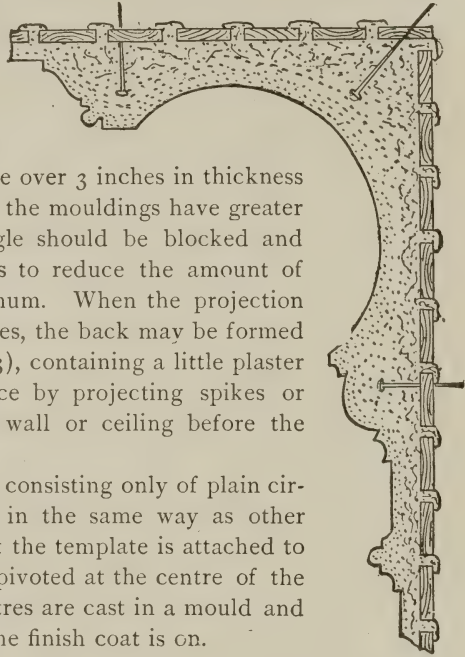 e over 3 inches in thickness
the mouldings have greater
gle should be blocked and
s to reduce the amount of
num. When the projection
es, the back may be formed
3), containing a little plaster
ce by projecting spikes or
wall or ceiling before the
consisting only of plain cir-
in the same way as other
the template is attached to
pivoted at the centre of the
tres are cast in a mould and
ne finish coat is on.